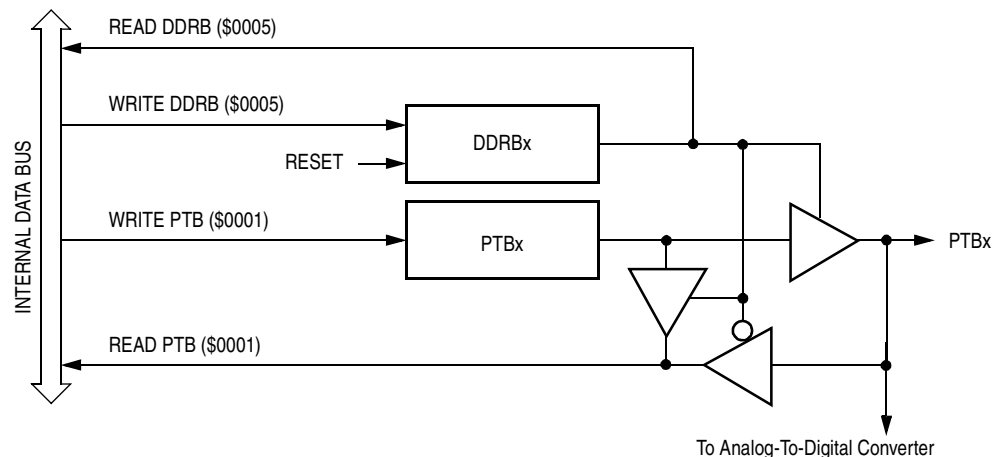 READ DDRB ($0005)
WRITE DDRB ($0005)
DDRBx
RESET
INTERNAL DATA BUS
WRITE PTB ($0001)
PTBx
PTBx
READ PTB ($0001)
To Analog-To-Digital Converter